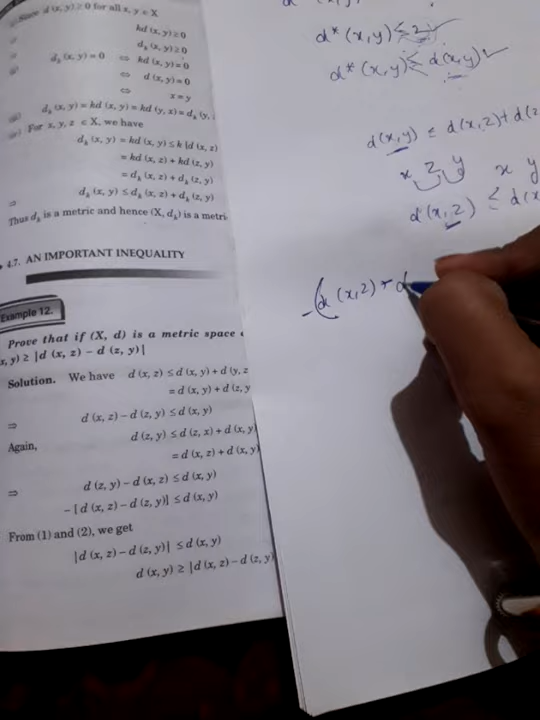 (i) Since d (x, y) ≥ 0 for all x, y ∈ X
kd (x, y) ≥ 0
⇒ d_k (x, y) ≥ 0
d_k (x, y) = 0 ⇔ kd (x, y) = 0
⇔ d (x, y) = 0
⇔ x = y
d_k (x, y) = kd (x, y) = kd (y, x) = d_k (y,
For x, y, z ∈ X, we have
d_k (x, y) = kd (x, y) ≤ k [d (x, z)
= kd (x, z) + kd (z, y)
= d_k (x, z) + d_k (z, y)
⇒ d_k (x, y) ≤ d_k (x, z) + d_k (z, y)
Thus d_k is a metric and hence (X, d_k) is a metri
4.7. AN IMPORTANT INEQUALITY
Example 12.
Prove that if (X, d) is a metric space
x, y) ≥ |d (x, z) − d (z, y)|
Solution. We have d (x, z) ≤ d (x, y) + d (y, z
= d (x, y) + d (z, y
⇒ d (x, z) − d (z, y) ≤ d (x, y)
Again, d (z, y) ≤ d (z, x) + d (x, y)
= d (x, z) + d (x, y)
⇒ d (z, y) − d (x, z) ≤ d (x, y)
− [d (x, z) − d (z, y)] ≤ d (x, y)
From (1) and (2), we get
|d (x, z) − d (z, y)| ≤ d (x, y)
d (x, y) ≥ |d (x, z) − d (z, y)
d* (x, y) ≤ 2
d* (x, y) ≤ d(x, y)
d(x, y) ≤ d(x, z) + d(z
x z y x y
d (x, z) ≤ d(x
−(d (x, z) − d